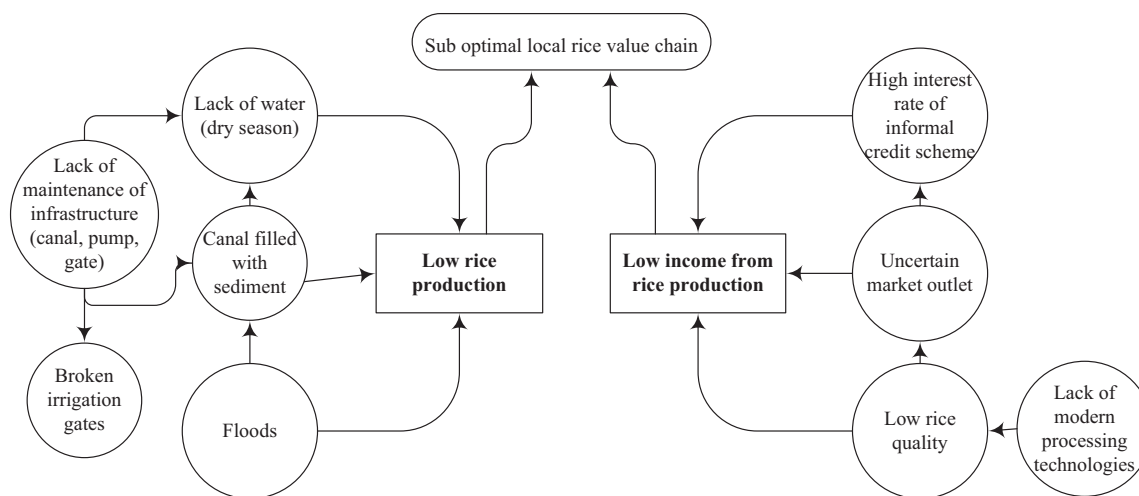 Sub optimal local rice value chain
Lack of water
(dry season)
High interest
rate of
informal
credit scheme
Lack of
maintenance of
infrastructure
(canal, pump,
gate)
Canal filled
with
sediment
Low rice
production
Low income from
rice production
Uncertain
market outlet
Broken
irrigation
gates
Floods
Low rice
quality
Lack of
modern
processing
technologies